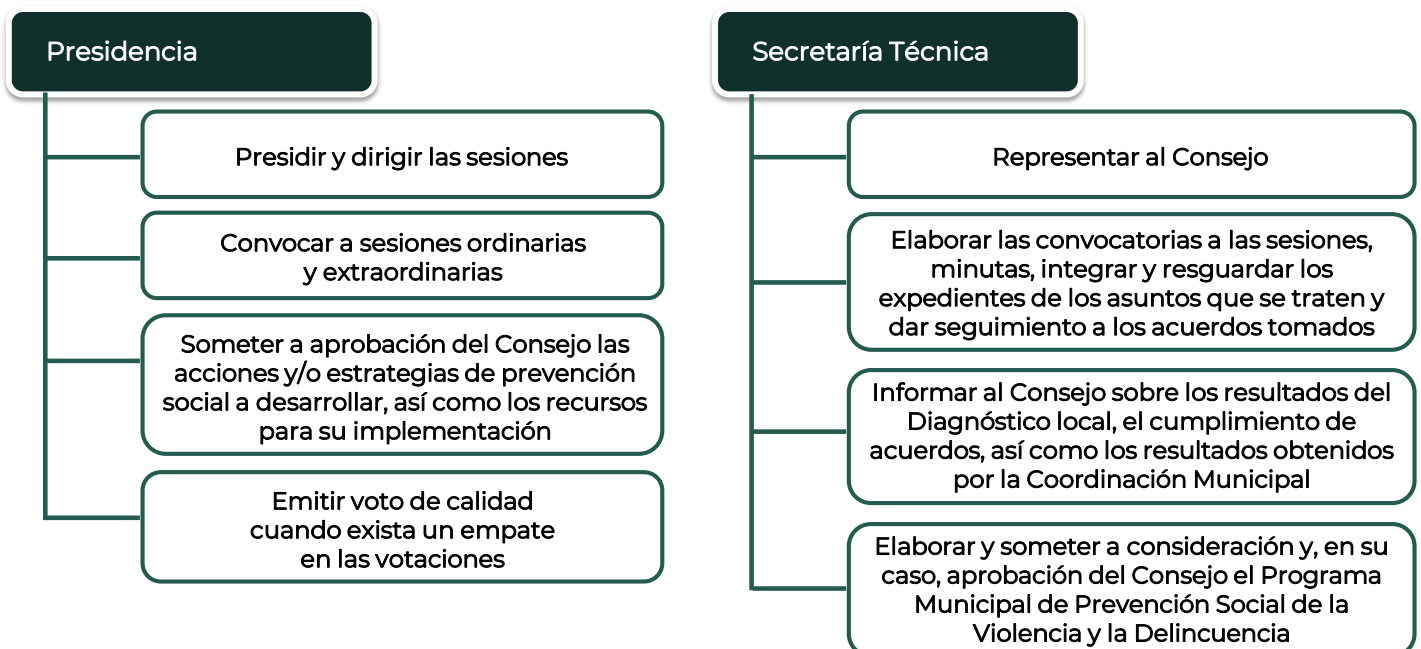 Presidencia
Presidir y dirigir las sesiones
Convocar a sesiones ordinarias
y extraordinarias
Someter a aprobación del Consejo las
acciones y/o estrategias de prevención
social a desarrollar, así como los recursos
para su implementación
Emitir voto de calidad
cuando exista un empate
en las votaciones
Secretaría Técnica
Representar al Consejo
Elaborar las convocatorias a las sesiones,
minutas, integrar y resguardar los
expedientes de los asuntos que se traten y
dar seguimiento a los acuerdos tomados
Informar al Consejo sobre los resultados del
Diagnóstico local, el cumplimiento de
acuerdos, así como los resultados obtenidos
por la Coordinación Municipal
Elaborar y someter a consideración y, en su
caso, aprobación del Consejo el Programa
Municipal de Prevención Social de la
Violencia y la Delincuencia